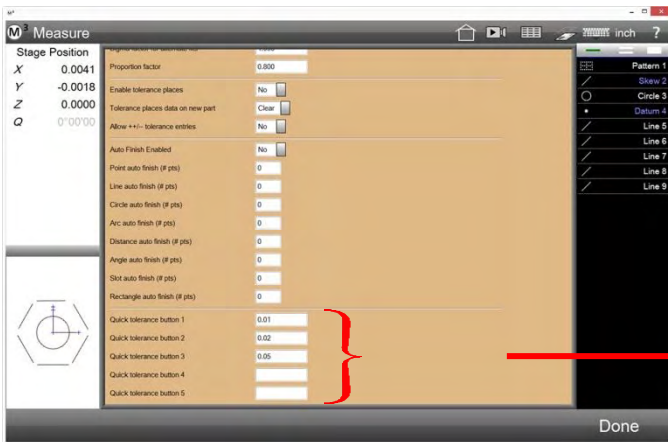 M³
M³ Measure
inch ?
Stage Position
X 0.0041
Y -0.0018
Z 0.0000
Q 0°00'00
Proportion factor 0.800
Enable tolerance places No
Tolerance places data on new part Clear
Allow ++/-- tolerance entries No
Auto Finish Enabled No
Point auto finish (# pts) 0
Line auto finish (# pts) 0
Circle auto finish (# pts) 0
Arc auto finish (# pts) 0
Distance auto finish (# pts) 0
Angle auto finish (# pts) 0
Slot auto finish (# pts) 0
Rectangle auto finish (# pts) 0
Quick tolerance button 1 0.01
Quick tolerance button 2 0.02
Quick tolerance button 3 0.05
Quick tolerance button 4
Quick tolerance button 5
Pattern 1
Skew 2
Circle 3
Datum 4
Line 5
Line 6
Line 7
Line 8
Line 9
Done